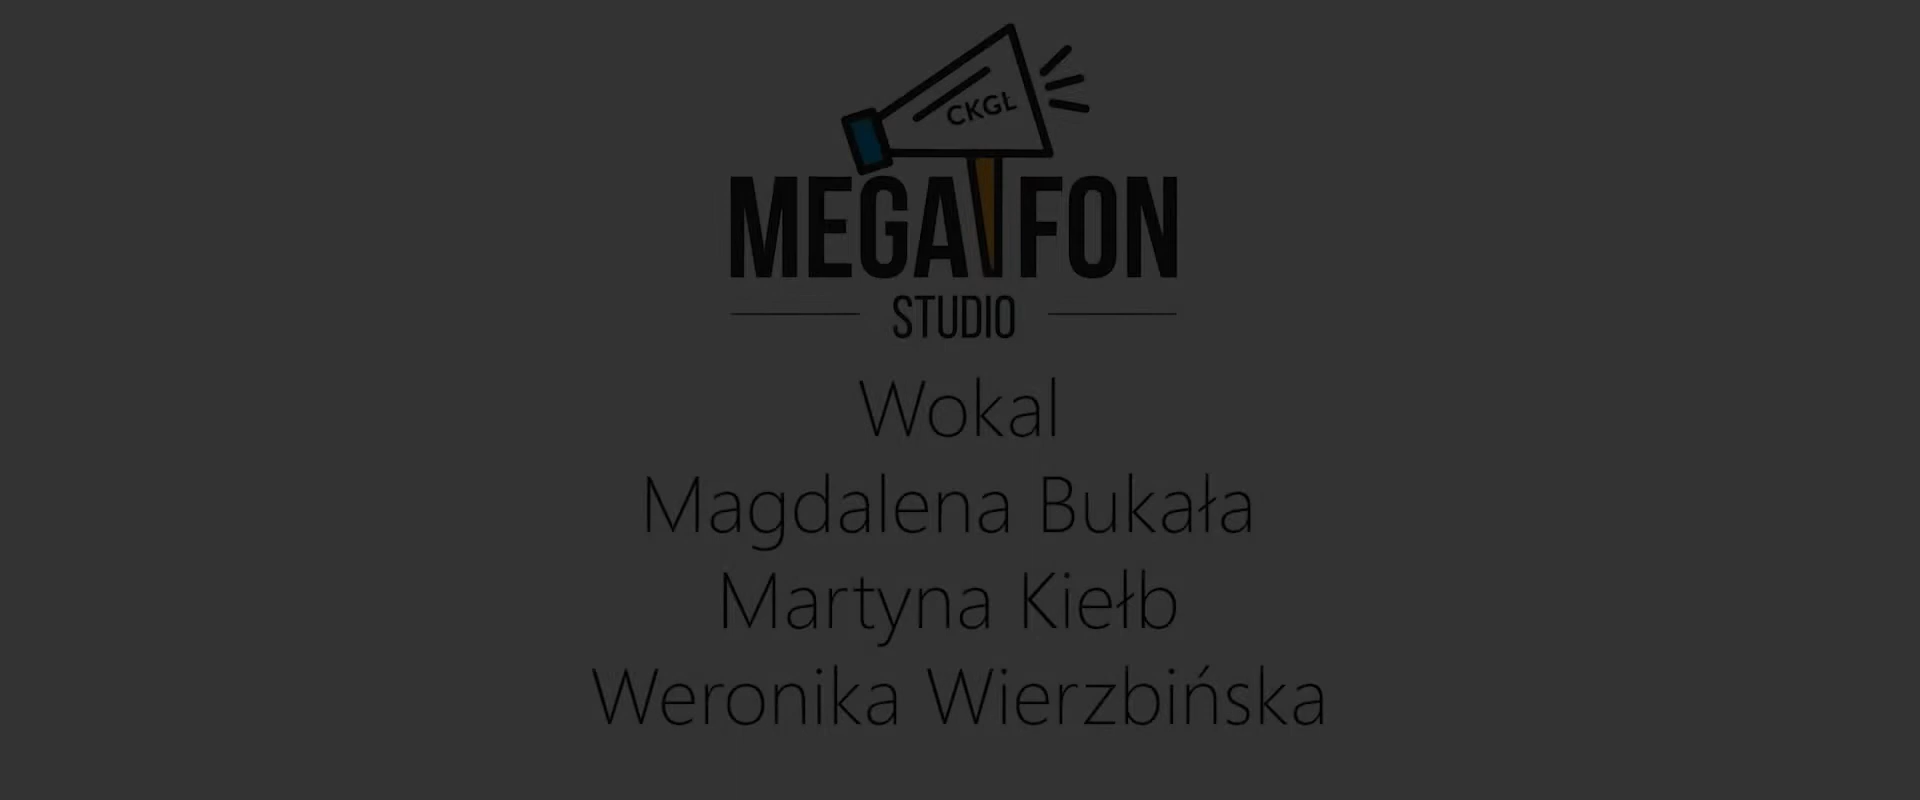 CKGŁ
MEGAFON
STUDIO
Wokal
Magdalena Bukała
Martyna Kiełb
Weronika Wierzbińska